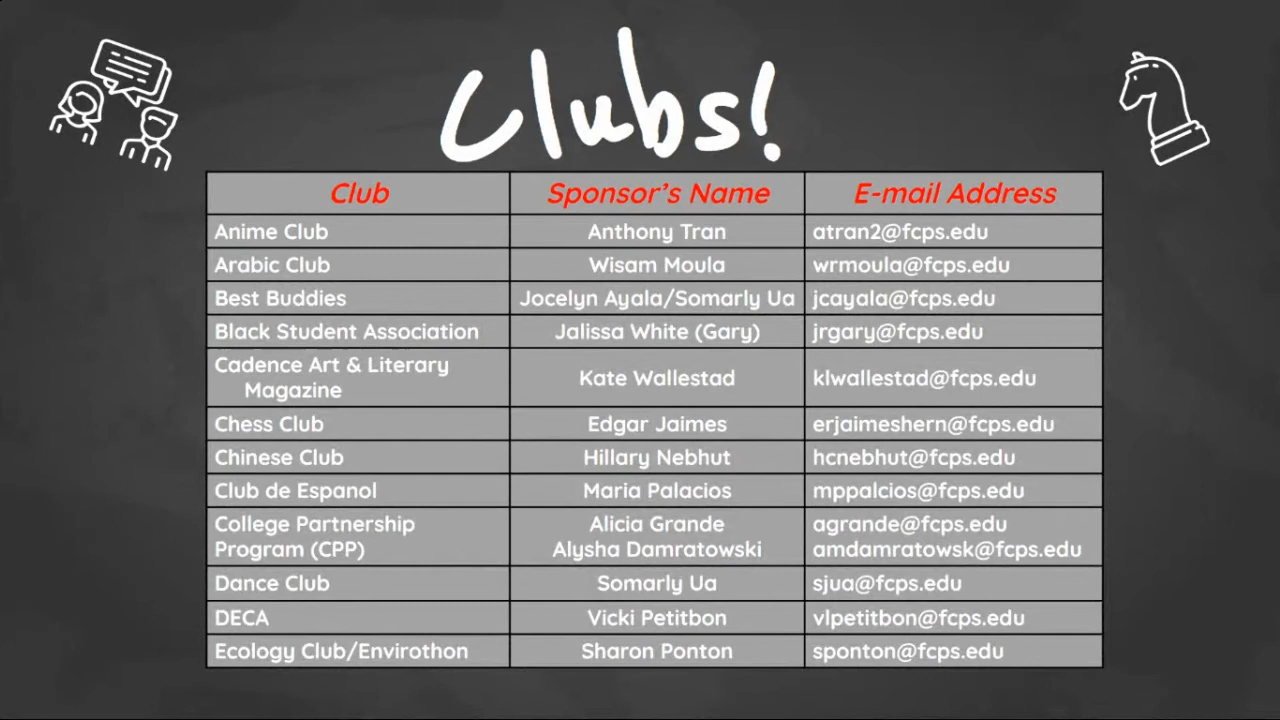 Clubs!
Club Sponsor's Name E-mail Address
Anime Club Anthony Tran atran2@fcps.edu
Arabic Club Wisam Moula wrmoula@fcps.edu
Best Buddies Jocelyn Ayala/Somarly Ua jcayala@fcps.edu
Black Student Association Jalissa White (Gary) jrgary@fcps.edu
Cadence Art & Literary
Magazine Kate Wallestad klwallestad@fcps.edu
Chess Club Edgar Jaimes erjaimeshern@fcps.edu
Chinese Club Hillary Nebhut hcnebhut@fcps.edu
Club de Espanol Maria Palacios mppalcios@fcps.edu
College Partnership Alicia Grande agrande@fcps.edu
Program (CPP) Alysha Damratowski amdamratowsk@fcps.edu
Dance Club Somarly Ua sjua@fcps.edu
DECA Vicki Petitbon vlpetitbon@fcps.edu
Ecology Club/Envirothon Sharon Ponton sponton@fcps.edu